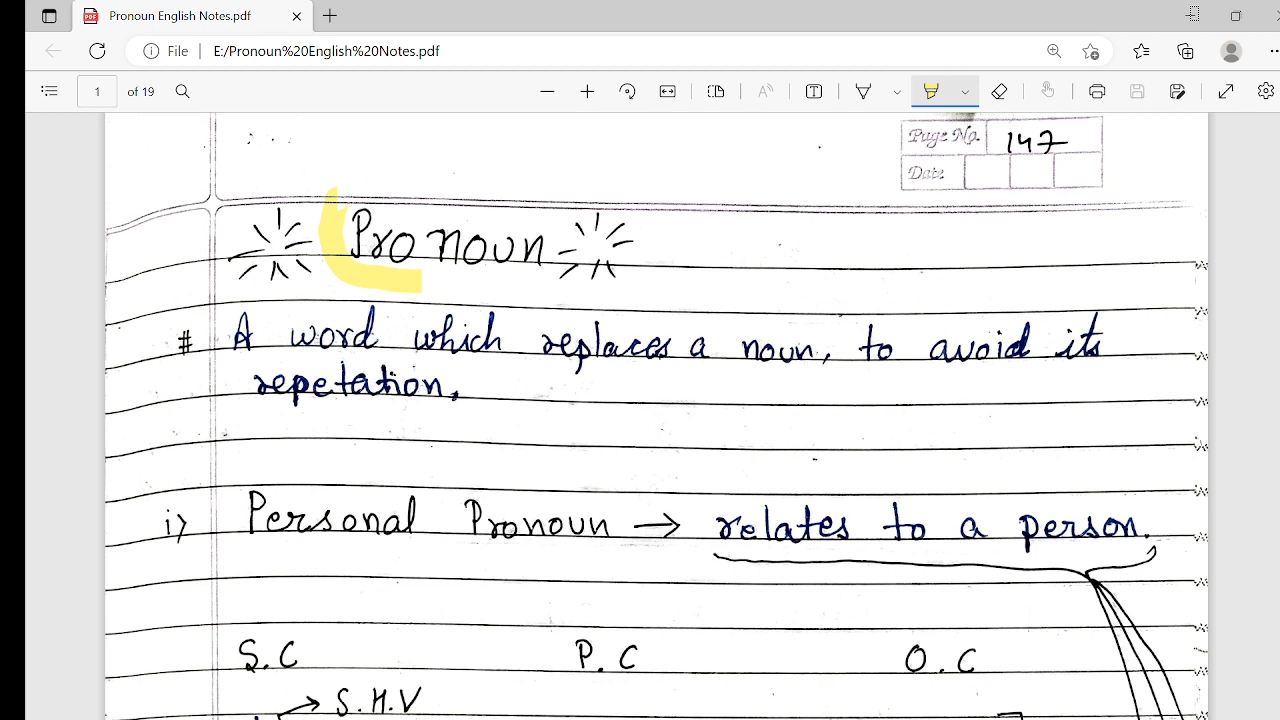 Pronoun English Notes.pdf
File | E:/Pronoun%20English%20Notes.pdf
1 of 19
Page No. 147
Date
Pronoun
# A word which replaces a noun, to avoid its
repetation.
i) Personal Pronoun → relates to a person.
S.C P.C O.C
→ S.H.V